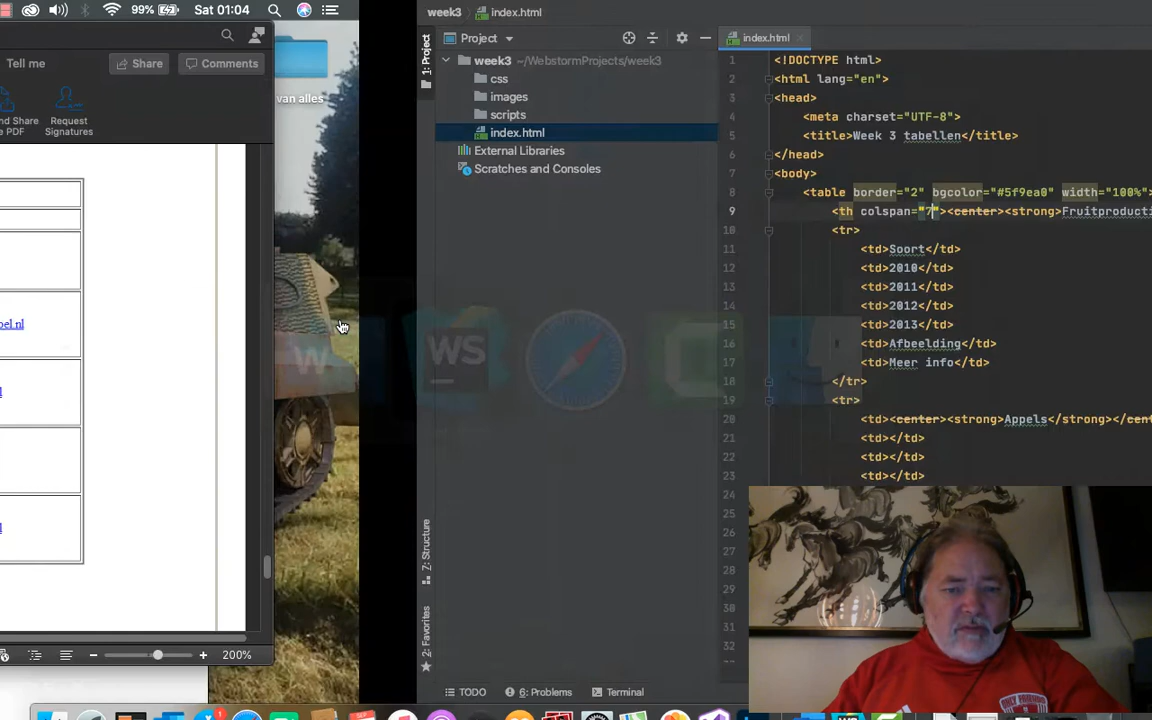 99%
Sat 01:04
Tell me
Share
Comments
nd Share
e PDF
Request
Signatures
van alles
pel.nl
200%
week3
index.html
Project
week3 ~/WebstormProjects/week3
css
images
scripts
index.html
External Libraries
Scratches and Consoles
1: Project
7: Structure
2: Favorites
TODO
6: Problems
Terminal
index.html
1 <!DOCTYPE html>
2 <html lang="en">
3 <head>
4 <meta charset="UTF-8">
5 <title>Week 3 tabellen</title>
6 </head>
7 <body>
8 <table border="2" bgcolor="#5f9ea0" width="100%">
9 <th colspan="7"><center><strong>Fruitproducti
10 <tr>
11 <td>Soort</td>
12 <td>2010</td>
13 <td>2011</td>
14 <td>2012</td>
15 <td>2013</td>
16 <td>Afbeelding</td>
17 <td>Meer info</td>
18 </tr>
19 <tr>
20 <td><center><strong>Appels</strong></cent
21 <td></td>
22 <td></td>
23 <td></td>
24
25
26
27
28
29
30
31
32
W
WS